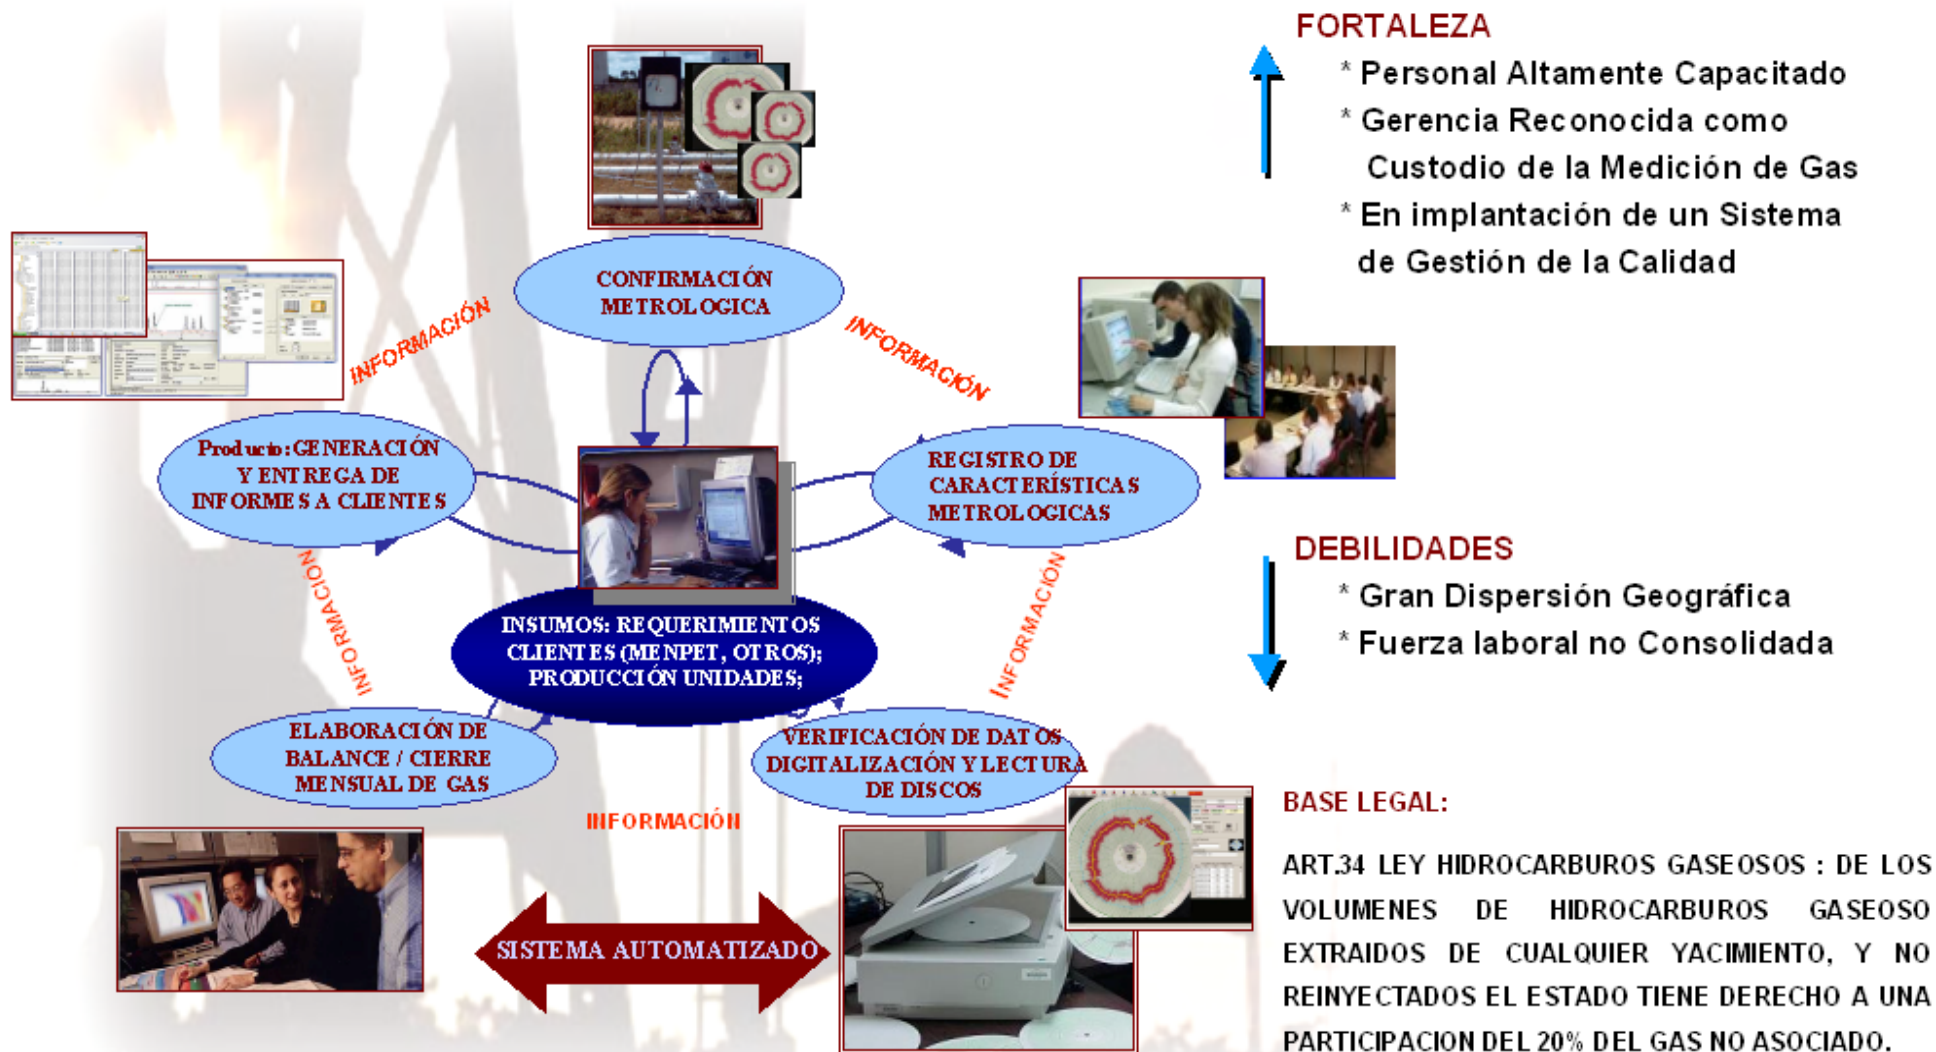 FORTALEZA
* Personal Altamente Capacitado
* Gerencia Reconocida como
Custodio de la Medición de Gas
* En implantación de un Sistema
de Gestión de la Calidad
CONFIRMACIÓN
METROLOGICA
INFORMACIÓN
INFORMACIÓN
Producto: GENERACIÓN
Y ENTREGA DE
INFORMES A CLIENTES
REGISTRO DE
CARACTERÍSTICAS
METROLOGICAS
INFORMACIÓN
INFORMACIÓN
INSUMOS: REQUERIMIENTOS
CLIENTES (MENPET, OTROS);
PRODUCCIÓN UNIDADES;
ELABORACIÓN DE
BALANCE / CIERRE
MENSUAL DE GAS
VERIFICACIÓN DE DATOS
DIGITALIZACIÓN Y LECTURA
DE DISCOS
INFORMACIÓN
SISTEMA AUTOMATIZADO
DEBILIDADES
* Gran Dispersión Geográfica
* Fuerza laboral no Consolidada
BASE LEGAL:
ART.34 LEY HIDROCARBUROS GASEOSOS : DE LOS
VOLUMENES DE HIDROCARBUROS GASEOSO
EXTRAIDOS DE CUALQUIER YACIMIENTO, Y NO
REINYECTADOS EL ESTADO TIENE DERECHO A UNA
PARTICIPACION DEL 20% DEL GAS NO ASOCIADO.